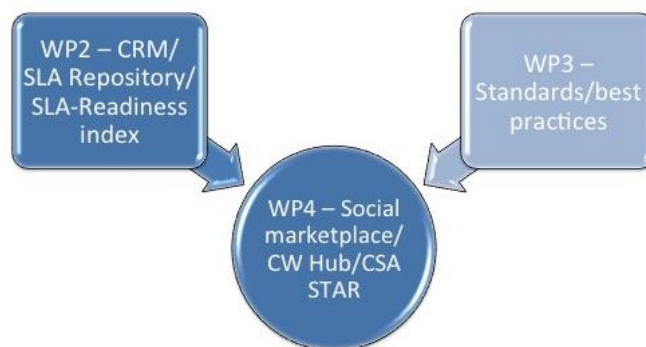 WP2 – CRM/
SLA Repository/
SLA-Readiness
index
WP3 –
Standards/best
practices
WP4 – Social
marketplace/
CW Hub/CSA
STAR